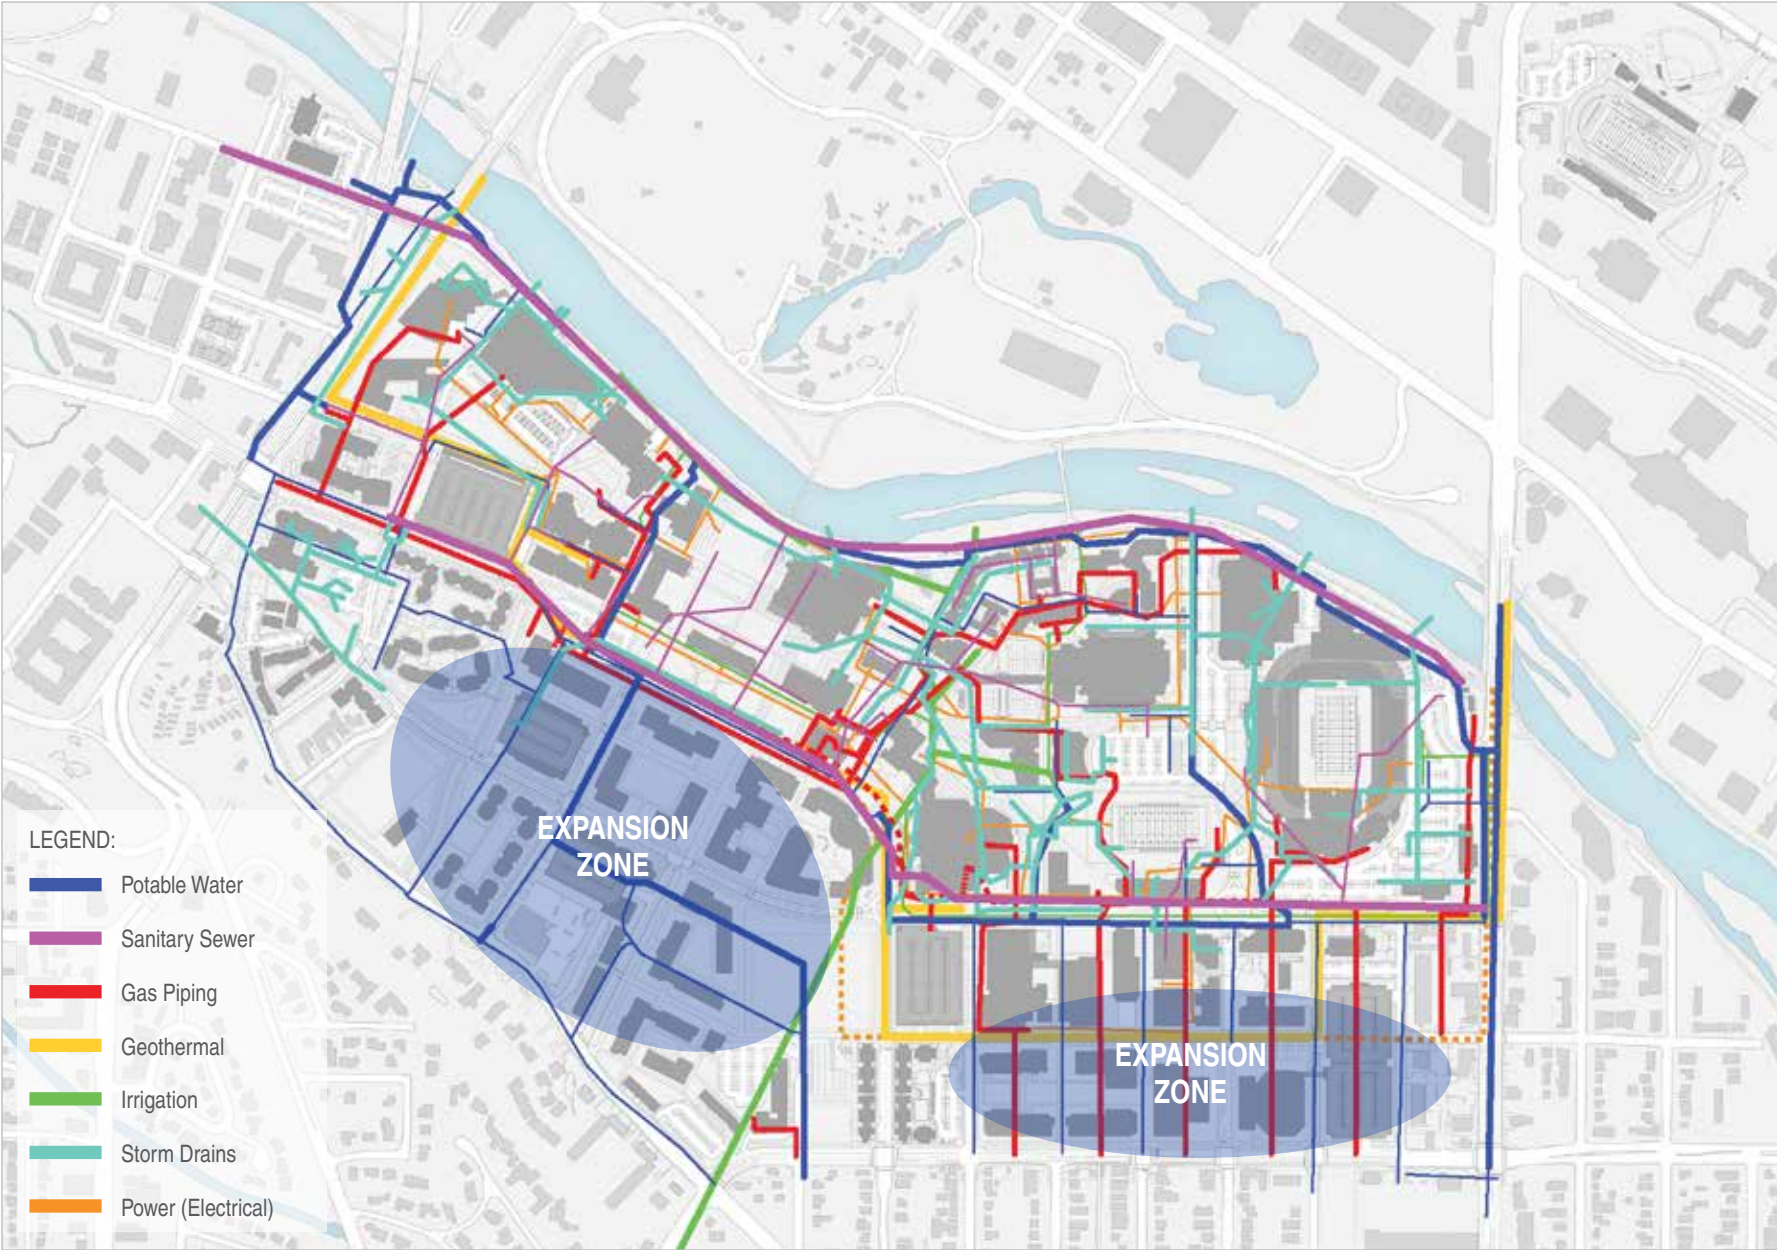 EXPANSION
ZONE
EXPANSION
ZONE
LEGEND:
Potable Water
Sanitary Sewer
Gas Piping
Geothermal
Irrigation
Storm Drains
Power (Electrical)